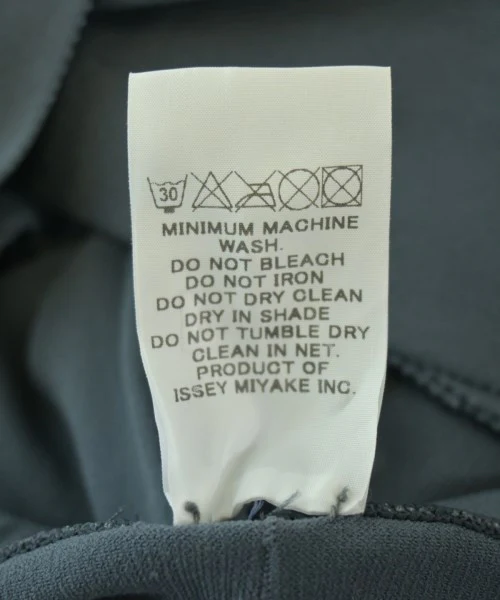 30
MINIMUM MACHINE
WASH.
DO NOT BLEACH
DO NOT IRON
DO NOT DRY CLEAN
DRY IN SHADE
DO NOT TUMBLE DRY
CLEAN IN NET.
PRODUCT OF
ISSEY MIYAKE INC.